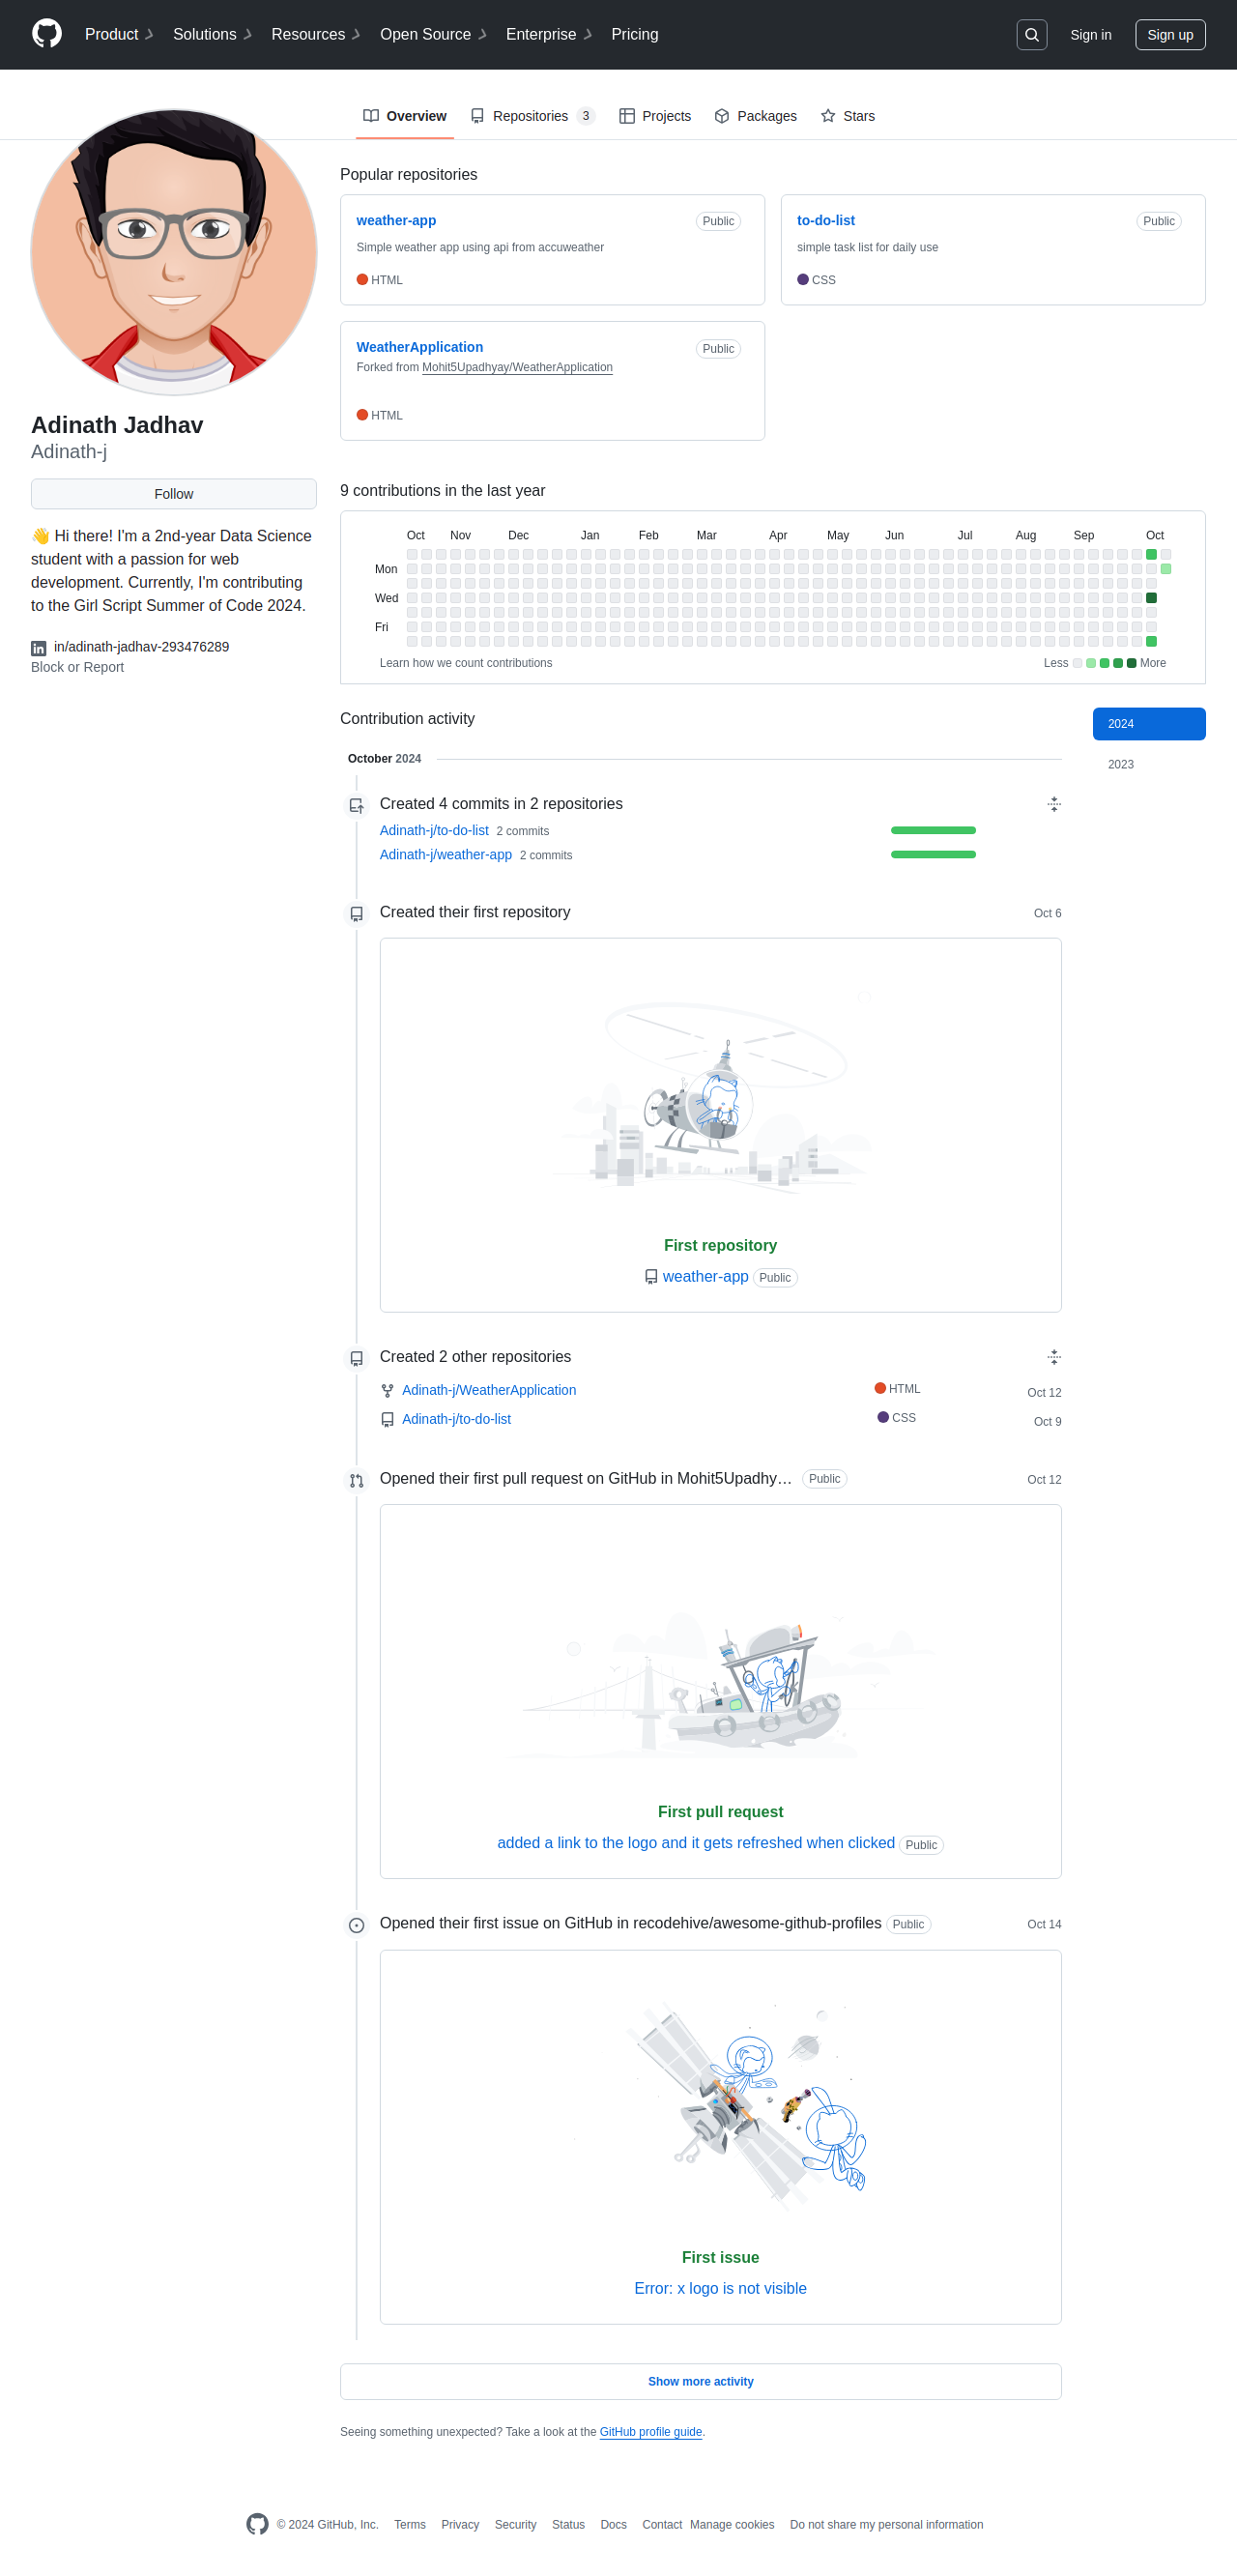 Product Solutions Resources Open Source Enterprise Pricing Sign in Sign up
Overview Repositories 3 Projects Packages Stars
Adinath Jadhav
Adinath-j
Follow
👋 Hi there! I'm a 2nd-year Data Science
student with a passion for web
development. Currently, I'm contributing
to the Girl Script Summer of Code 2024.
in/adinath-jadhav-293476289
Block or Report
Popular repositories
weather-app Public
Simple weather app using api from accuweather
HTML
to-do-list Public
simple task list for daily use
CSS
WeatherApplication Public
Forked from Mohit5Upadhyay/WeatherApplication
HTML
9 contributions in the last year
Oct Nov Dec Jan Feb Mar Apr May Jun Jul Aug Sep Oct
Mon
Wed
Fri
Learn how we count contributions Less More
Contribution activity
2024
2023
October 2024
Created 4 commits in 2 repositories
Adinath-j/to-do-list 2 commits
Adinath-j/weather-app 2 commits
Created their first repository Oct 6
First repository
weather-app Public
Created 2 other repositories
Adinath-j/WeatherApplication HTML Oct 12
Adinath-j/to-do-list CSS Oct 9
Opened their first pull request on GitHub in Mohit5Upadhy… Public Oct 12
First pull request
added a link to the logo and it gets refreshed when clicked Public
Opened their first issue on GitHub in recodehive/awesome-github-profiles Public Oct 14
First issue
Error: x logo is not visible
Show more activity
Seeing something unexpected? Take a look at the GitHub profile guide.
© 2024 GitHub, Inc. Terms Privacy Security Status Docs Contact Manage cookies Do not share my personal information